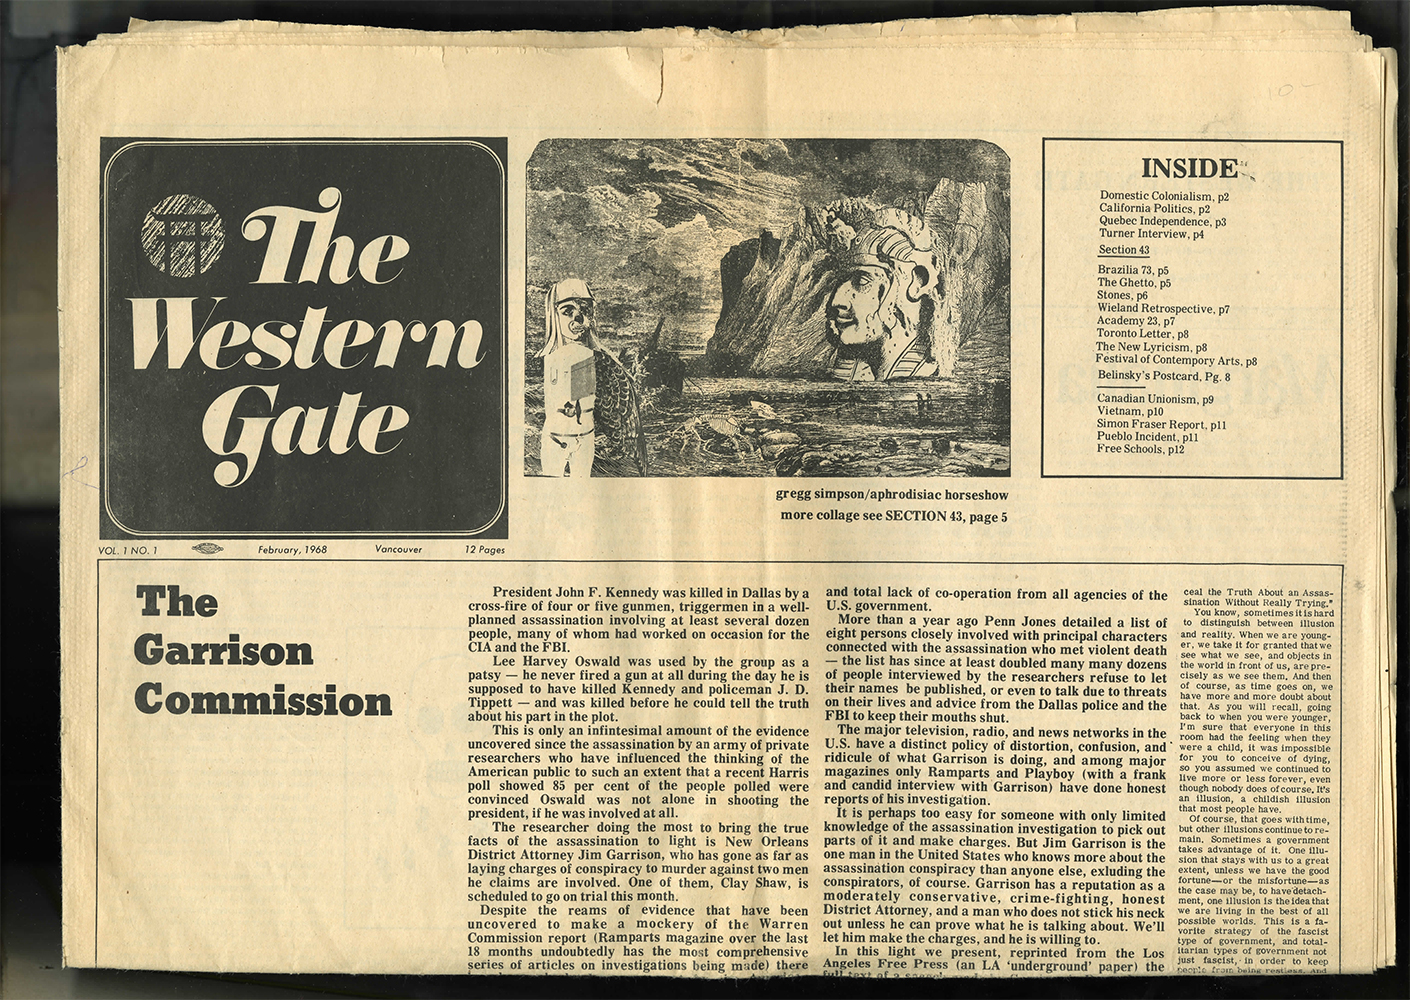 The
Western
Gate
VOL. 1 NO. 1 February, 1968 Vancouver 12 Pages
gregg simpson/aphrodisiac horseshow
more collage see SECTION 43, page 5
INSIDE
Domestic Colonialism, p2
California Politics, p2
Quebec Independence, p3
Turner Interview, p4
Section 43
Brazilia 73, p5
The Ghetto, p5
Stones, p6
Wieland Retrospective, p7
Academy 23, p7
Toronto Letter, p8
The New Lyricism, p8
Festival of Contempory Arts, p8
Belinsky's Postcard, Pg. 8
Canadian Unionism, p9
Vietnam, p10
Simon Fraser Report, p11
Pueblo Incident, p11
Free Schools, p12
The
Garrison
Commission
President John F. Kennedy was killed in Dallas by a
cross-fire of four or five gunmen, triggermen in a well-
planned assassination involving at least several dozen
people, many of whom had worked on occasion for the
CIA and the FBI.
Lee Harvey Oswald was used by the group as a
patsy — he never fired a gun at all during the day he is
supposed to have killed Kennedy and policeman J. D.
Tippett — and was killed before he could tell the truth
about his part in the plot.
This is only an infintesimal amount of the evidence
uncovered since the assassination by an army of private
researchers who have influenced the thinking of the
American public to such an extent that a recent Harris
poll showed 85 per cent of the people polled were
convinced Oswald was not alone in shooting the
president, if he was involved at all.
The researcher doing the most to bring the true
facts of the assassination to light is New Orleans
District Attorney Jim Garrison, who has gone as far as
laying charges of conspiracy to murder against two men
he claims are involved. One of them, Clay Shaw, is
scheduled to go on trial this month.
Despite the reams of evidence that have been
uncovered to make a mockery of the Warren
Commission report (Ramparts magazine over the last
18 months undoubtedly has the most comprehensive
series of articles on investigations being made) there
and total lack of co-operation from all agencies of the
U.S. government.
More than a year ago Penn Jones detailed a list of
eight persons closely involved with principal characters
connected with the assassination who met violent death
— the list has since at least doubled many many dozens
of people interviewed by the researchers refuse to let
their names be published, or even to talk due to threats
on their lives and advice from the Dallas police and the
FBI to keep their mouths shut.
The major television, radio, and news networks in the
U.S. have a distinct policy of distortion, confusion, and
ridicule of what Garrison is doing, and among major
magazines only Ramparts and Playboy (with a frank
and candid interview with Garrison) have done honest
reports of his investigation.
It is perhaps too easy for someone with only limited
knowledge of the assassination investigation to pick out
parts of it and make charges. But Jim Garrison is the
one man in the United States who knows more about the
assassination conspiracy than anyone else, exluding the
conspirators, of course. Garrison has a reputation as a
moderately conservative, crime-fighting, honest
District Attorney, and a man who does not stick his neck
out unless he can prove what he is talking about. We'll
let him make the charges, and he is willing to.
In this light we present, reprinted from the Los
Angeles Free Press (an LA 'underground' paper) the
full text of a
ceal the Truth About an Assas-
sination Without Really Trying."
You know, sometimes it is hard
to distinguish between illusion
and reality. When we are young-
er, we take it for granted that we
see what we see, and objects in
the world in front of us, are pre-
cisely as we see them. And then
of course, as time goes on, we
have more and more doubt about
that. As you will recall, going
back to when you were younger,
I'm sure that everyone in this
room had the feeling when they
were a child, it was impossible
for you to conceive of dying,
so you assumed we continued to
live more or less forever, even
though nobody does of course. It's
an illusion, a childish illusion
that most people have.
Of course, that goes with time,
but other illusions continue to re-
main. Sometimes a government
takes advantage of it. One illu-
sion that stays with us to a great
extent, unless we have the good
fortune—or the misfortune—as
the case may be, to have detach-
ment, one illusion is the idea that
we are living in the best of all
possible worlds. This is a fa-
vorite strategy of the fascist
type of government, and total-
itarian types of government not
just fascist, in order to keep
people from being restless. And